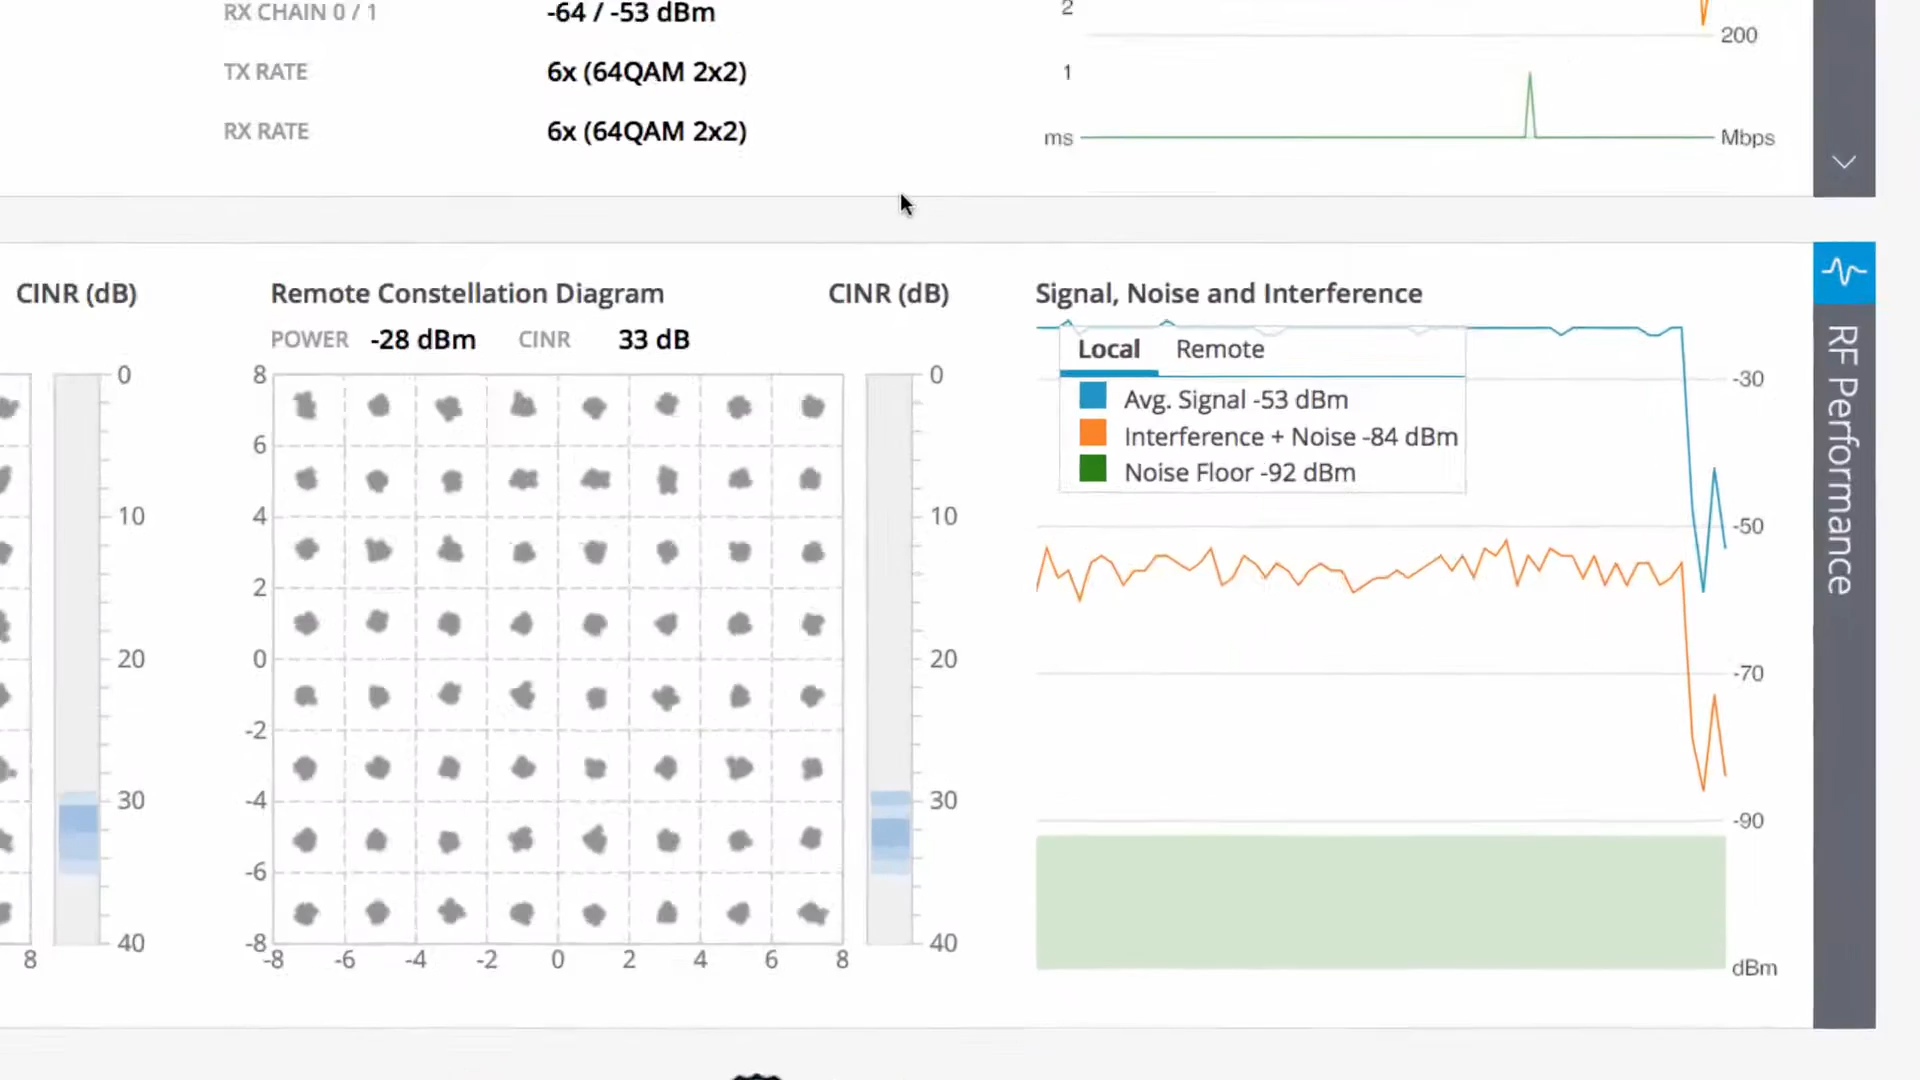 RX CHAIN 0 / 1 -64 / -53 dBm
TX RATE 6x (64QAM 2x2)
RX RATE 6x (64QAM 2x2)
2
200
1
ms
Mbps
CINR (dB)
0
10
20
30
40
8
Remote Constellation Diagram
POWER -28 dBm CINR 33 dB
8
6
4
2
0
-2
-4
-6
-8
-8 -6 -4 -2 0 2 4 6 8
CINR (dB)
0
10
20
30
40
Signal, Noise and Interference
Local Remote
Avg. Signal -53 dBm
Interference + Noise -84 dBm
Noise Floor -92 dBm
-30
-50
-70
-90
dBm
RF Performance